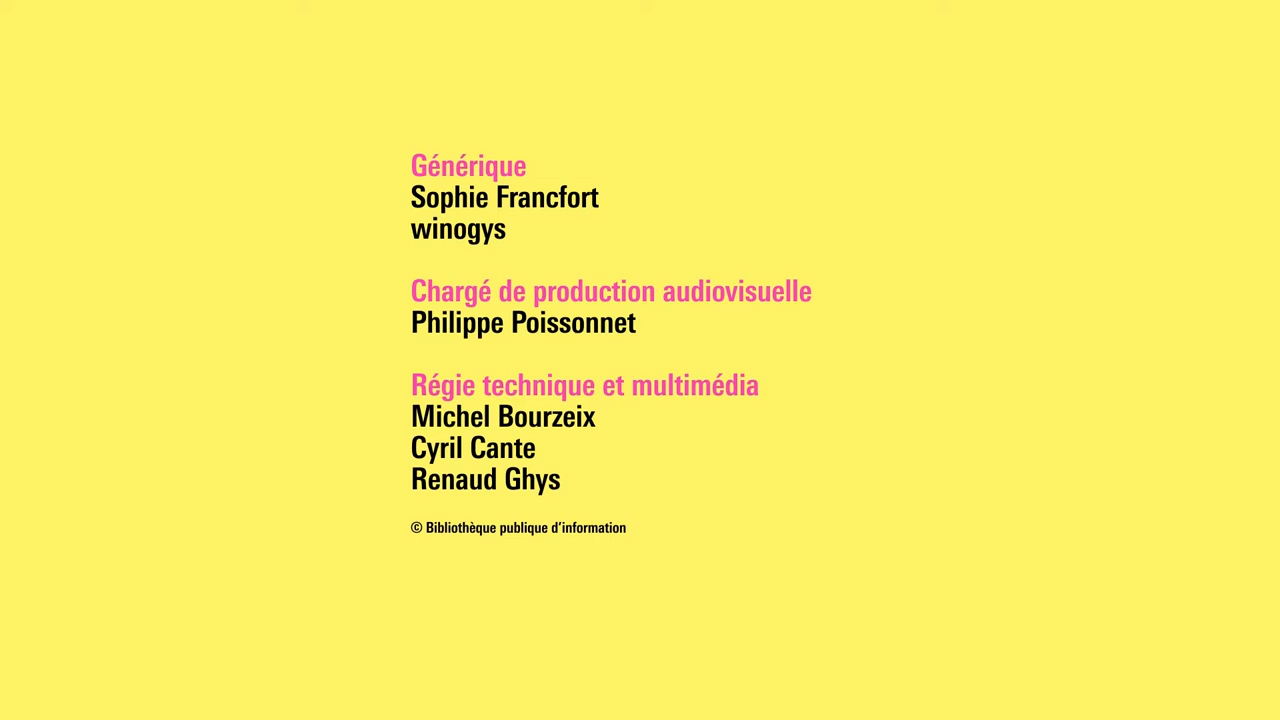 Générique
Sophie Francfort
winogys
Chargé de production audiovisuelle
Philippe Poissonnet
Régie technique et multimédia
Michel Bourzeix
Cyril Cante
Renaud Ghys
© Bibliothèque publique d’information